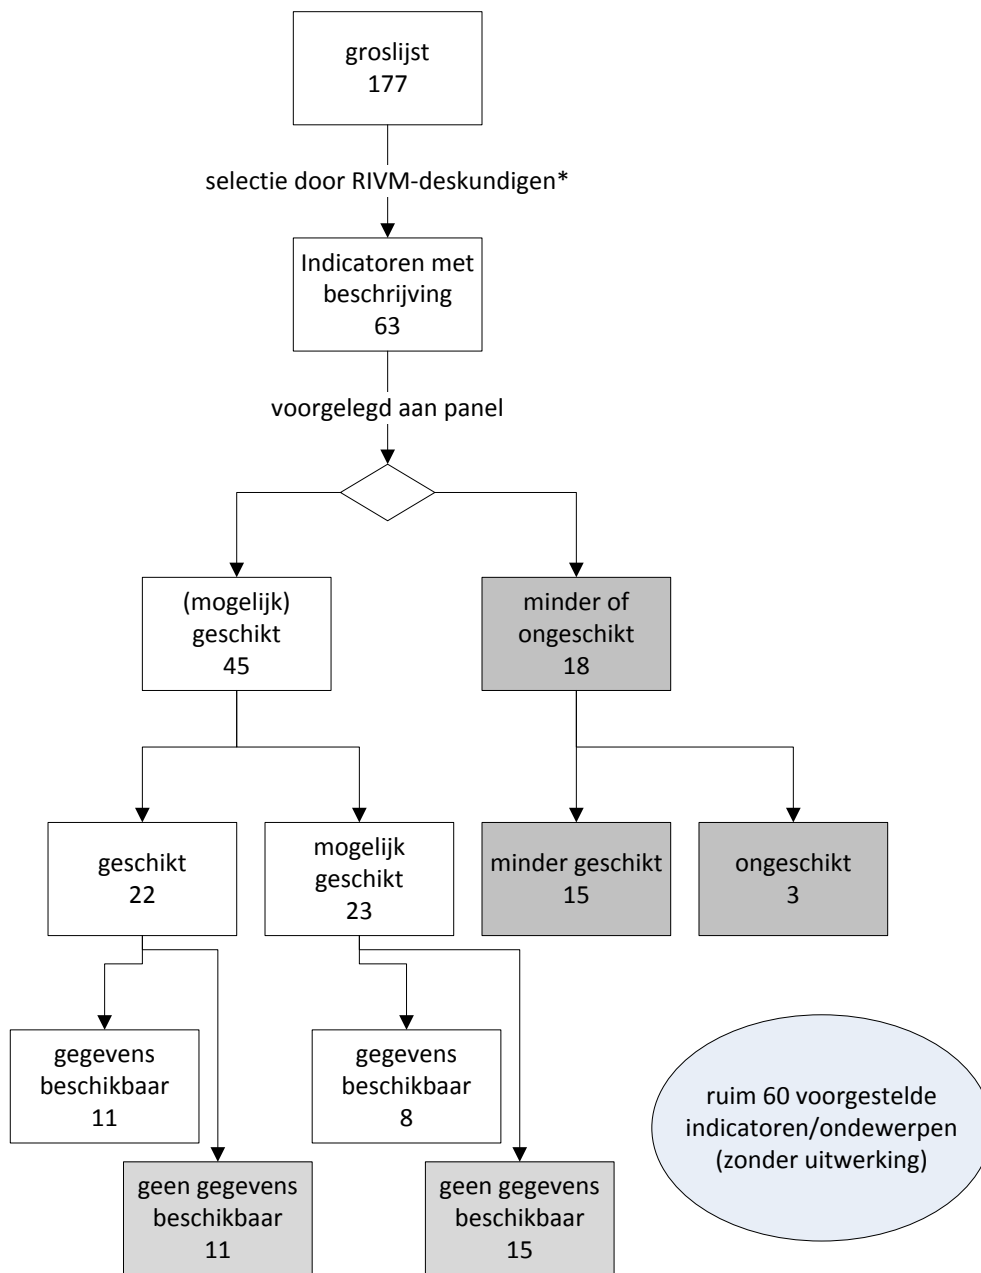 groslijst
177
selectie door RIVM-deskundigen*
Indicatoren met
beschrijving
63
voorgelegd aan panel
(mogelijk)
geschikt
45
minder of
ongeschikt
18
geschikt
22
mogelijk
geschikt
23
minder geschikt
15
ongeschikt
3
gegevens
beschikbaar
11
gegevens
beschikbaar
8
ruim 60 voorgestelde
indicatoren/ondewerpen
(zonder uitwerking)
geen gegevens
beschikbaar
11
geen gegevens
beschikbaar
15